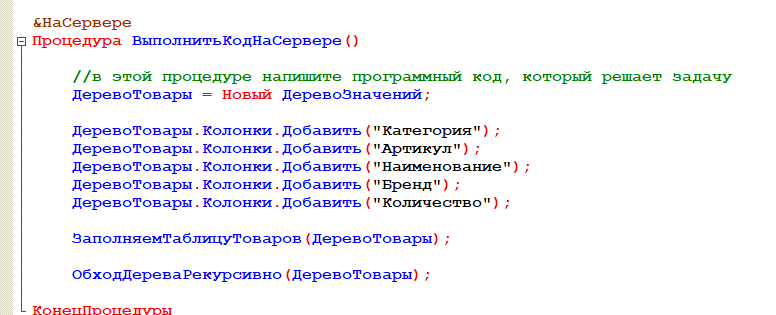 &НаСервере
Процедура ВыполнитьКодНаСервере()
//в этой процедуре напишите программный код, который решает задачу
ДеревоТовары = Новый ДеревоЗначений;
ДеревоТовары.Колонки.Добавить("Категория");
ДеревоТовары.Колонки.Добавить("Артикул");
ДеревоТовары.Колонки.Добавить("Наименование");
ДеревоТовары.Колонки.Добавить("Бренд");
ДеревоТовары.Колонки.Добавить("Количество");
ЗаполняемТаблицуТоваров(ДеревоТовары);
ОбходДереваРекурсивно(ДеревоТовары);
КонецПроцедуры